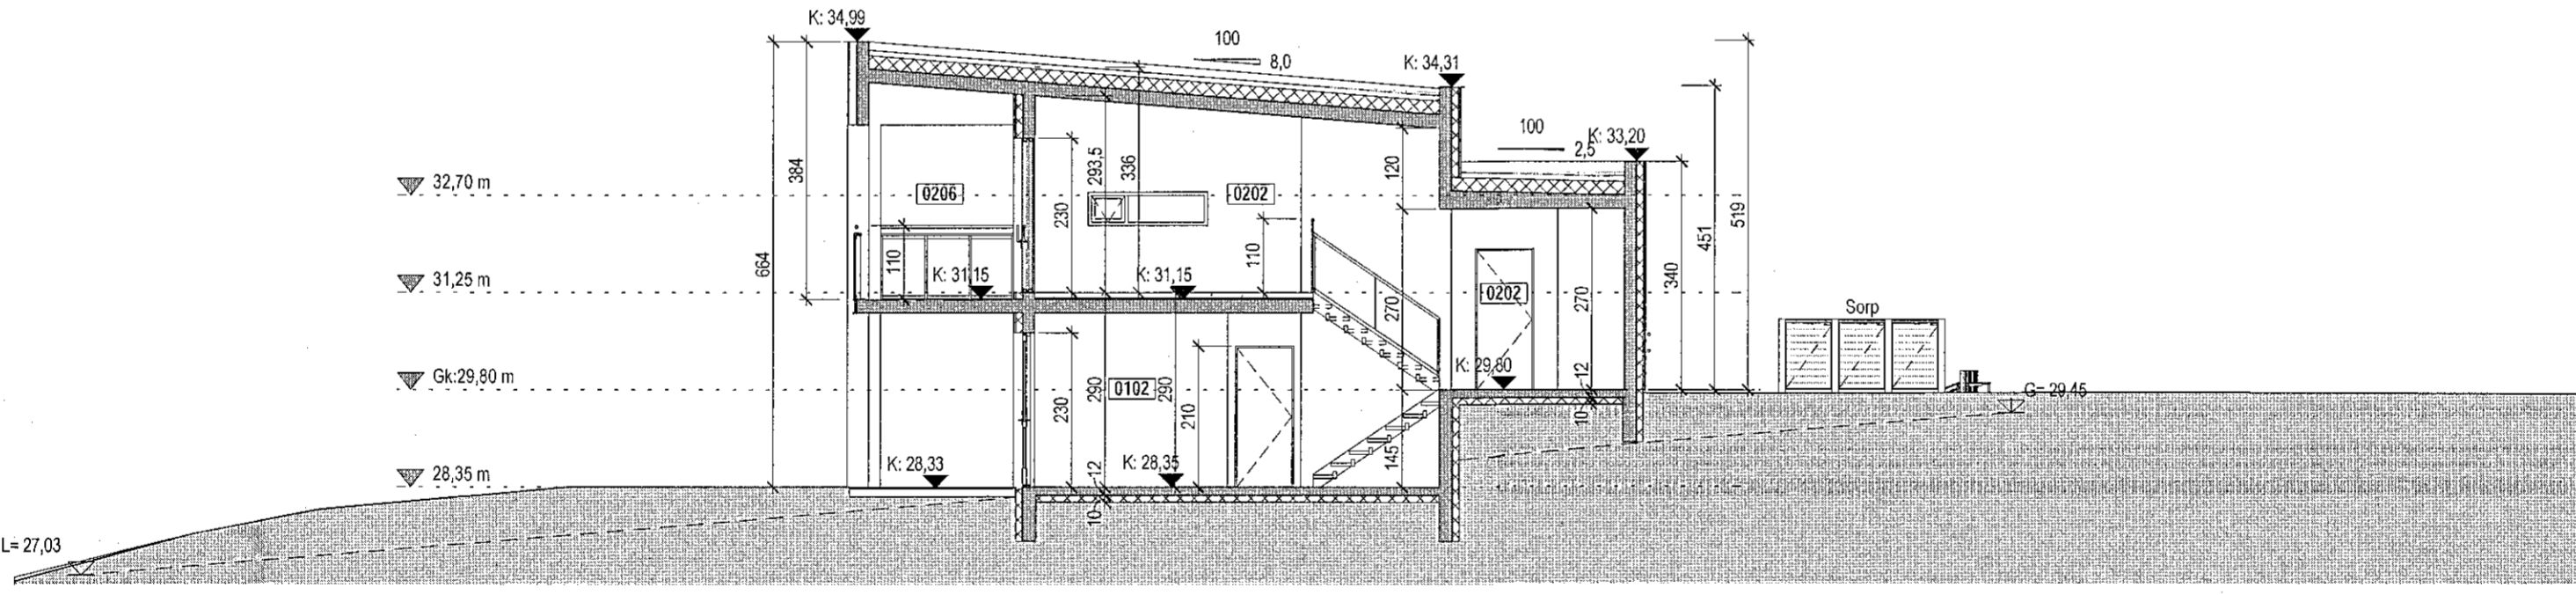 K: 34,99
100
8,0
K: 34,31
100
2,5
K: 33,20
384
664
32,70 m
0206
293,5
336
0202
230
120
519
451
340
110
K: 31,15
K: 31,15
110
31,25 m
270
0202
270
Sorp
Gk:29,80 m
K: 29,80
12
10
G= 29,45
230
290
0102
290
210
145
28,35 m
K: 28,33
K: 28,35
12
10
L= 27,03